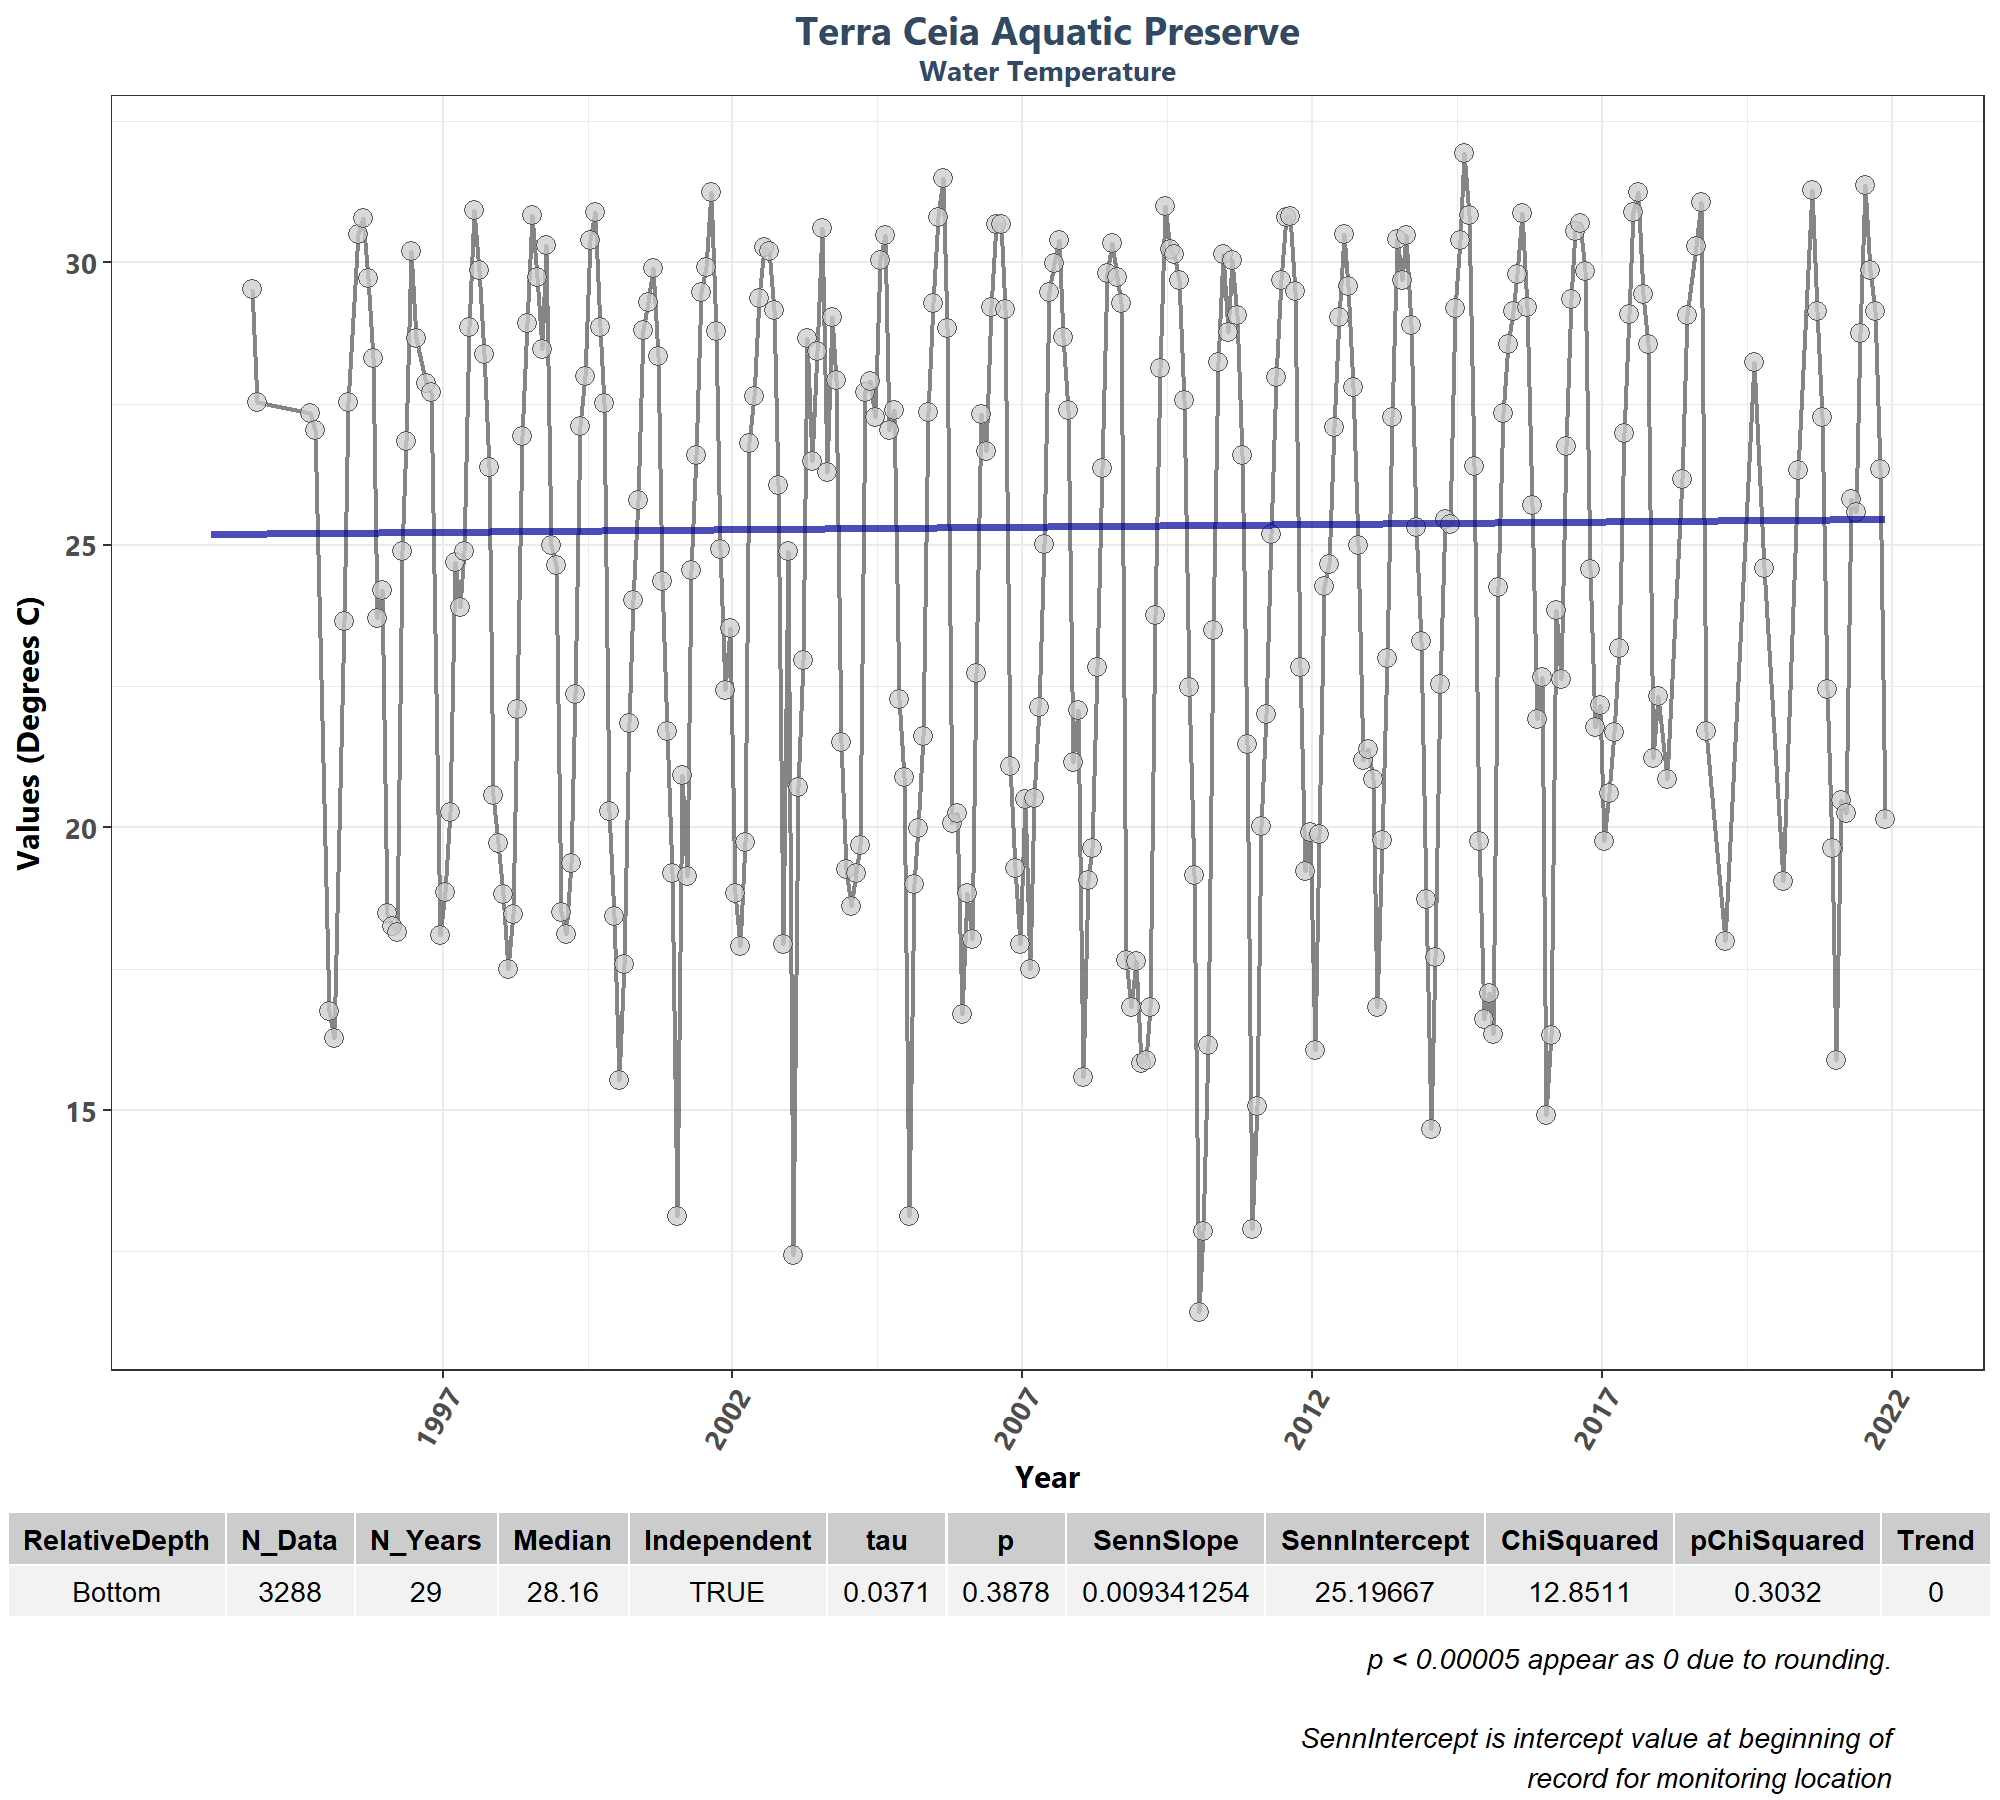 Terra Ceia Aquatic Preserve
Water Temperature
Values (Degrees C)
30
25
20
15
1997 2002 2007 2012 2017 2022
Year
RelativeDepth N_Data N_Years Median Independent tau p SennSlope SennIntercept ChiSquared pChiSquared Trend
Bottom 3288 29 28.16 TRUE 0.0371 0.3878 0.009341254 25.19667 12.8511 0.3032 0
p < 0.00005 appear as 0 due to rounding.
SennIntercept is intercept value at beginning of
record for monitoring location